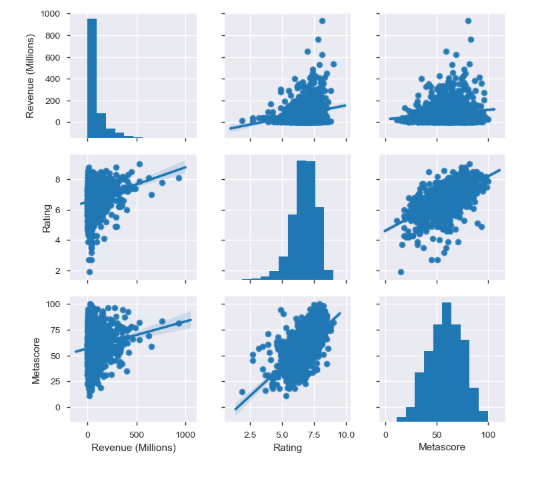 1000
800
600
400
200
0
Revenue (Millions)
8
6
4
2
Rating
100
75
50
25
0
Metascore
0 500 1000
2.5 5.0 7.5 10.0
0 50 100
Revenue (Millions)
Rating
Metascore